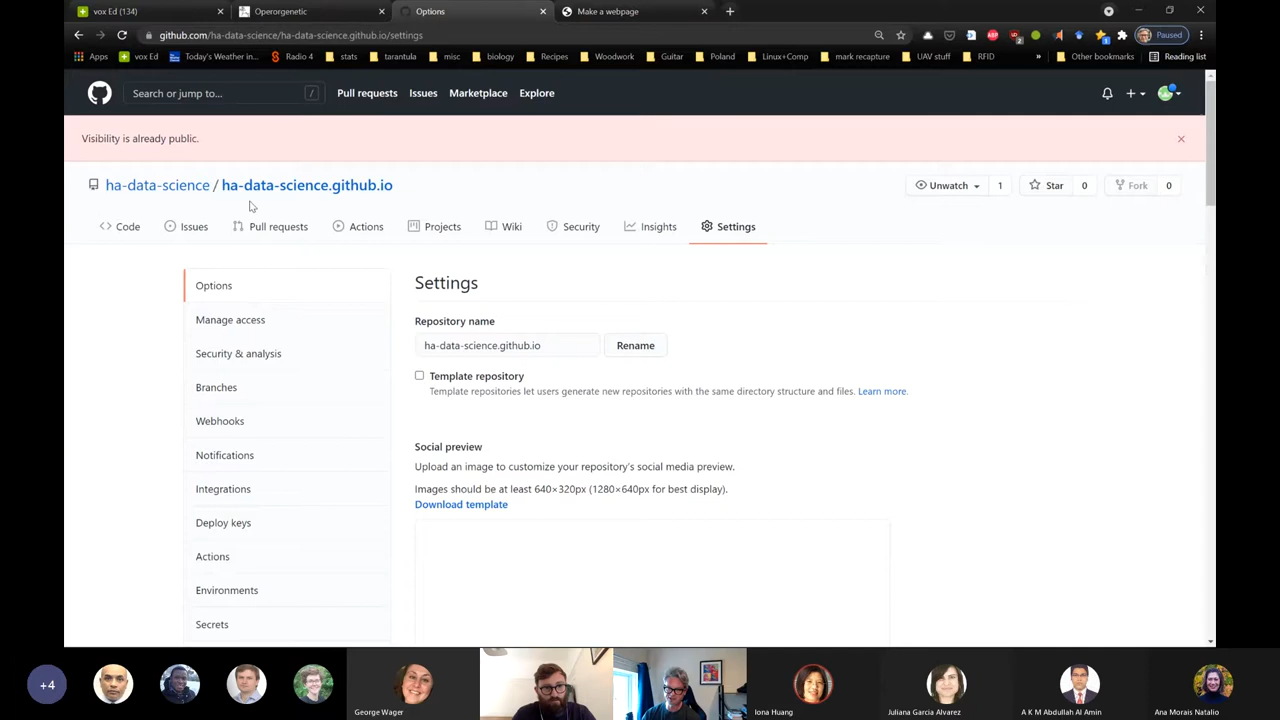 vox Ed (134)
Operorgenetic
Options
Make a webpage
github.com/ha-data-science/ha-data-science.github.io/settings
Paused
Apps
vox Ed
Today's Weather in...
Radio 4
stats
tarantula
misc
biology
Recipes
Woodwork
Guitar
Poland
Linux+Comp
mark recapture
UAV stuff
RFID
»
Other bookmarks
Reading list
Search or jump to...
/
Pull requests
Issues
Marketplace
Explore
Visibility is already public.
ha-data-science / ha-data-science.github.io
Unwatch 1
Star 0
Fork 0
Code
Issues
Pull requests
Actions
Projects
Wiki
Security
Insights
Settings
Options
Manage access
Security & analysis
Branches
Webhooks
Notifications
Integrations
Deploy keys
Actions
Environments
Secrets
Settings
Repository name
ha-data-science.github.io
Rename
Template repository
Template repositories let users generate new repositories with the same directory structure and files. Learn more.
Social preview
Upload an image to customize your repository's social media preview.
Images should be at least 640×320px (1280×640px for best display).
Download template
+4
George Wager
Iona Huang
Juliana Garcia Alvarez
A K M Abdullah Al Amin
Ana Morais Natalio